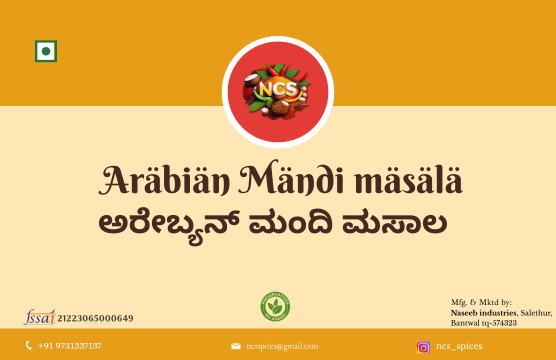 NCS
Aräbiän Mändi mäsälä
ಅರೇಬ್ಯನ್ ಮಂದಿ ಮಸಾಲ
fssai 21223065000649
Mfg. & Mktd by:
Naseeb industries, Salethur,
Bantwal tq-574323
+91 9731337137
ncsspices@gmail.com
ncs_spices